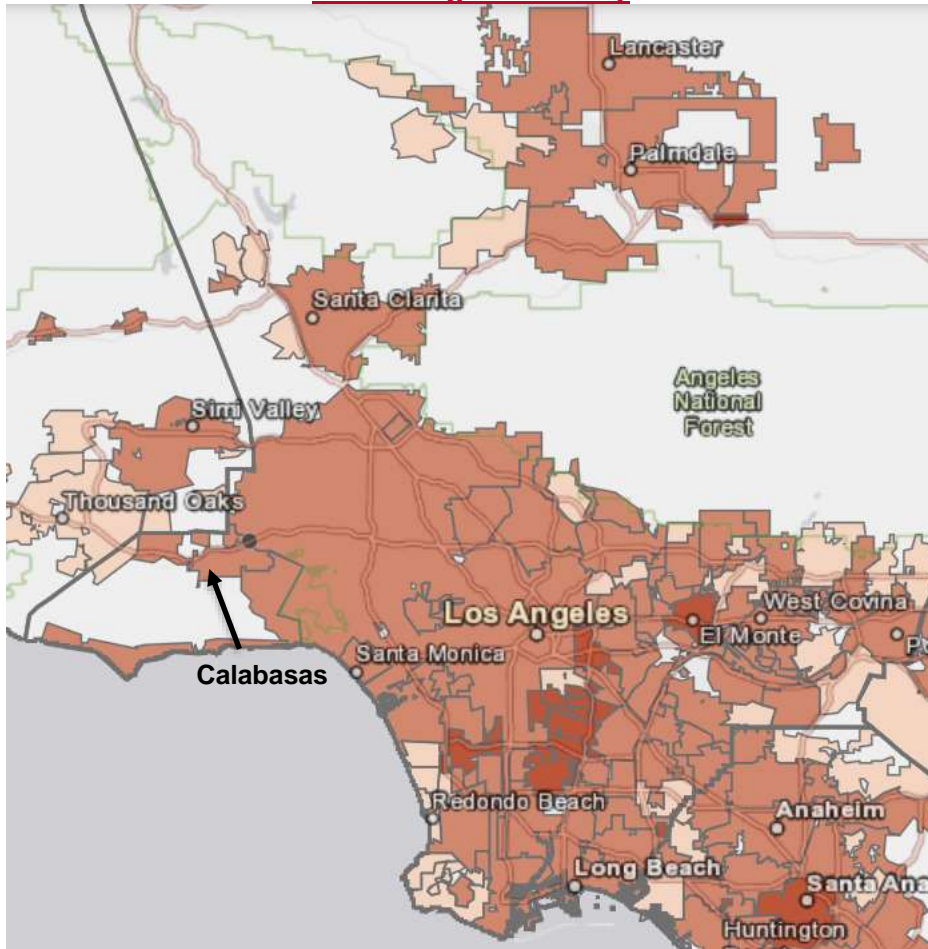 Lancaster
Palmdale
Santa Clarita
Angeles
National
Forest
Simi Valley
Thousand Oaks
Los Angeles
West Covina
El Monte
Santa Monica
Calabasas
Redondo Beach
Anaheim
Long Beach
Santa Ana
Huntington